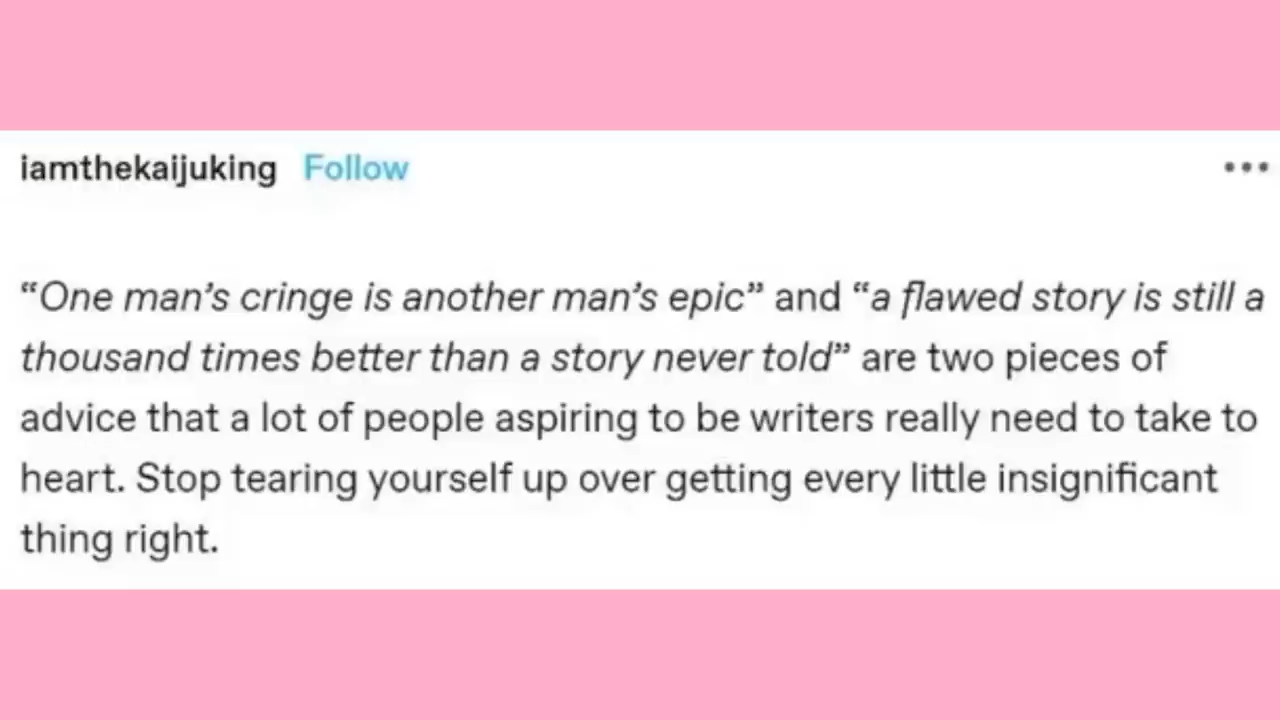 iamthekaijuking Follow
“One man’s cringe is another man’s epic” and “a flawed story is still a
thousand times better than a story never told” are two pieces of
advice that a lot of people aspiring to be writers really need to take to
heart. Stop tearing yourself up over getting every little insignificant
thing right.